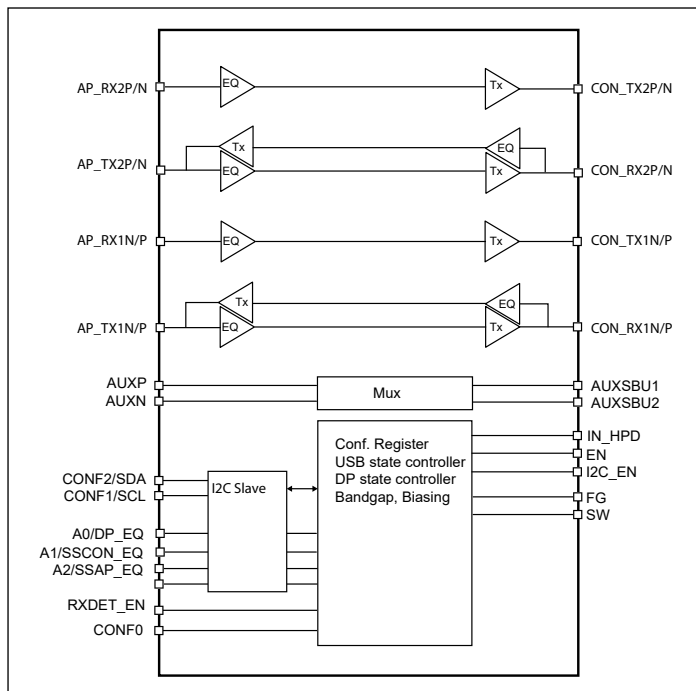 AP_RX2P/N
EQ
Tx
CON_TX2P/N
AP_TX2P/N
Tx
EQ
EQ
Tx
CON_RX2P/N
AP_RX1N/P
EQ
Tx
CON_TX1N/P
AP_TX1N/P
Tx
EQ
EQ
Tx
CON_RX1N/P
AUXP
AUXN
Mux
AUXSBU1
AUXSBU2
CONF2/SDA
CONF1/SCL
A0/DP_EQ
A1/SSCON_EQ
A2/SSAP_EQ
RXDET_EN
CONF0
I2C Slave
Conf. Register
USB state controller
DP state controller
Bandgap, Biasing
IN_HPD
EN
I2C_EN
FG
SW